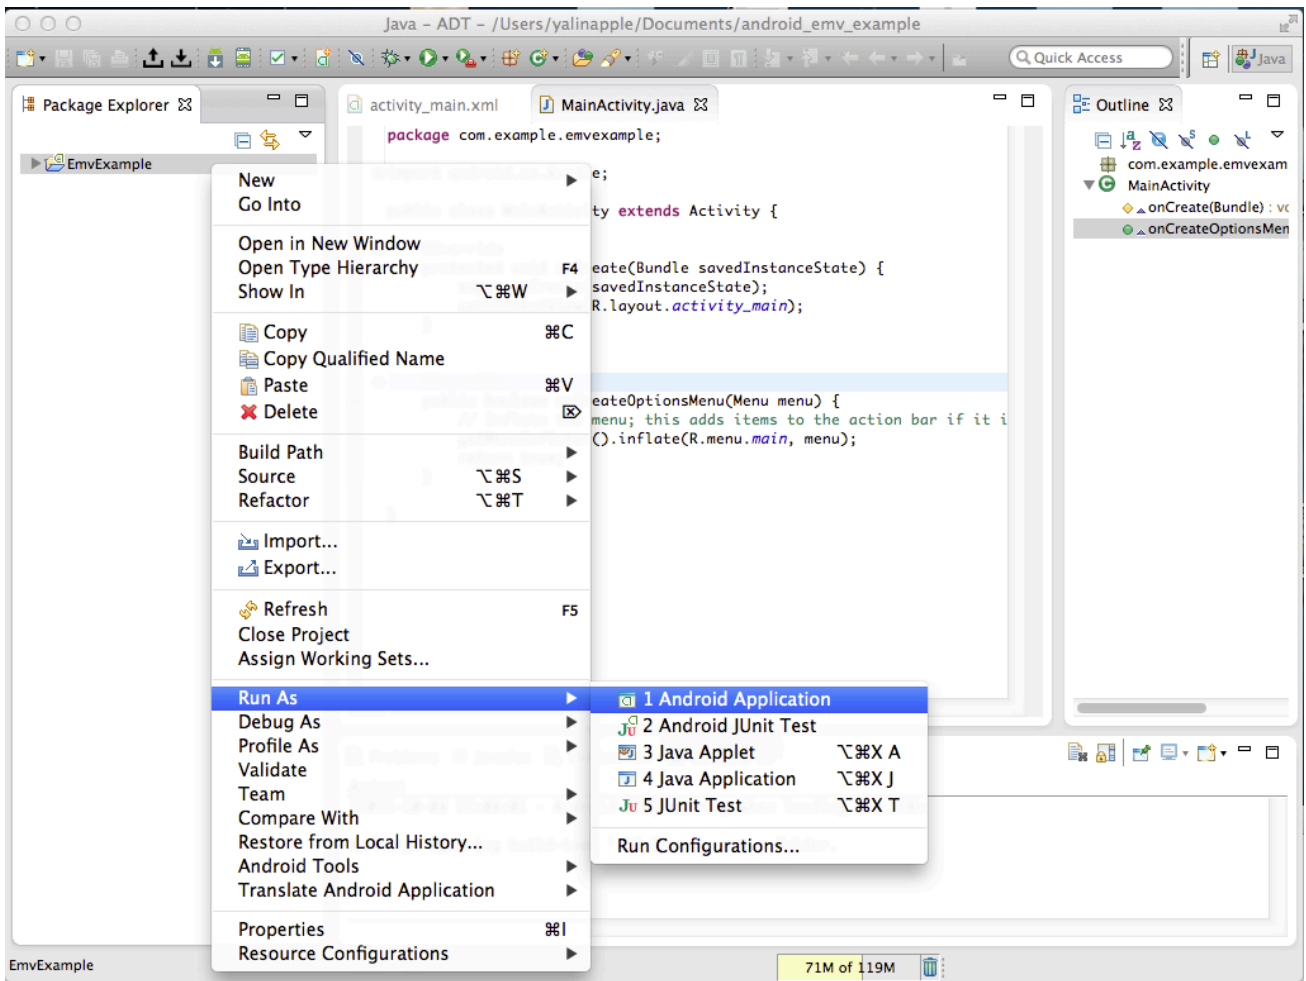 Java – ADT – /Users/yalinapple/Documents/android_emv_example
Quick Access
Java
Package Explorer
activity_main.xml
MainActivity.java
Outline
EmvExample
package com.example.emvexample;
e;
ty extends Activity {
eate(Bundle savedInstanceState) {
savedInstanceState);
R.layout.activity_main);
eateOptionsMenu(Menu menu) {
menu; this adds items to the action bar if it i
().inflate(R.menu.main, menu);
com.example.emvexam
MainActivity
onCreate(Bundle) : vo
onCreateOptionsMen
New
Go Into
Open in New Window
Open Type Hierarchy F4
Show In ⌥⌘W
Copy ⌘C
Copy Qualified Name
Paste ⌘V
Delete ⌦
Build Path
Source ⌥⌘S
Refactor ⌥⌘T
Import...
Export...
Refresh F5
Close Project
Assign Working Sets...
Run As
Debug As
Profile As
Validate
Team
Compare With
Restore from Local History...
Android Tools
Translate Android Application
Properties ⌘I
Resource Configurations
1 Android Application
2 Android JUnit Test
3 Java Applet ⌥⌘X A
4 Java Application ⌥⌘X J
5 JUnit Test ⌥⌘X T
Run Configurations...
EmvExample
71M of 119M